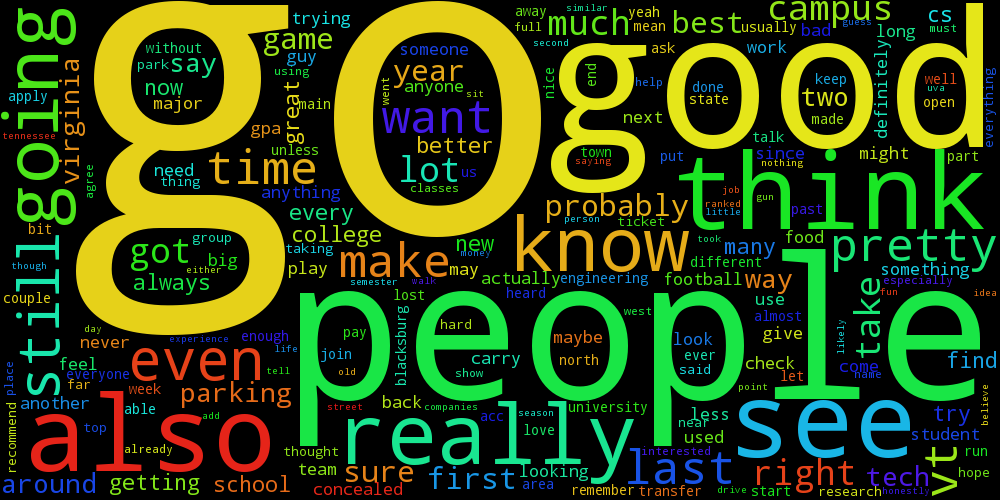 go
good
people
think
know
also
see
really
going
still
even
pretty
want
time
make
last
lot
got
vt
say
now
much
game
best
campus
cs
year
trying
guy
without
park
major
someone
anyone
using
main
great
gpa
virginia
apply
tennessee
agree
bit
though
couple
need
thing
unless
anything
better
classes
us
went
sit
always
group
big
either
every
college
taking
play
new
may
money
semester
walk
actually
heard
engineering
probably
ticket
person
took
many
different
football
food
way
use
almost
give
something
especially
fun
idea
take
likely
come
name
find
believe
try
student
run
hope
tech
honestly
right
research
start
drive
transfer
remember
area
looking
season
love
university
near
used
less
interested
point
check
let
look
ever
said
west
maybe
north
hard
carry
show
blacksburg
lost
pay
join
old
life
tell
street
add
back
companies
acc
first
sure
team
thought
concealed
school
getting
around
already
top
able
week
parking
another
far
everyone
feel
never
day
enough
experience
place
recommend
away
full
similar
yeah
mean
second
nice
end
ask
help
next
town
saying
put
done
state
usually
work
bad
guess
long
must
definitely
keep
two
made
well
uva
open
everything
talk
since
nothing
might
part
job
ranked
little
gun
past